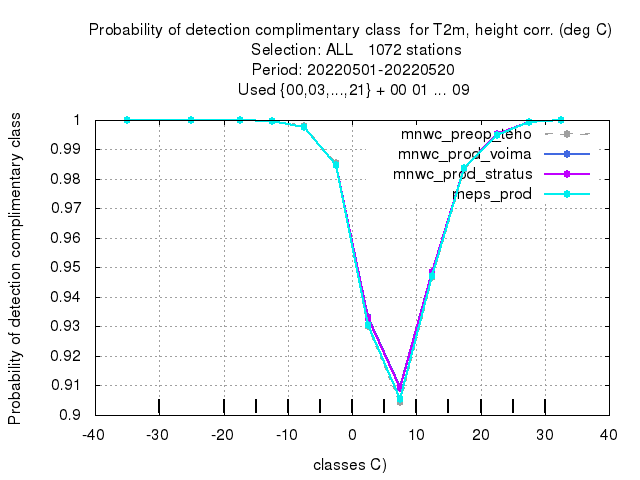 Probability of detection complimentary class  for T2m, height corr. (deg C)
Selection: ALL   1072 stations
Period: 20220501-20220520
Used {00,03,...,21} + 00 01 ... 09
Probability of detection complimentary class
1
0.99
0.98
0.97
0.96
0.95
0.94
0.93
0.92
0.91
0.9
mnwc_preop_teho
mnwc_prod_voima
mnwc_prod_stratus
meps_prod
-40 -30 -20 -10 0 10 20 30 40
classes C)